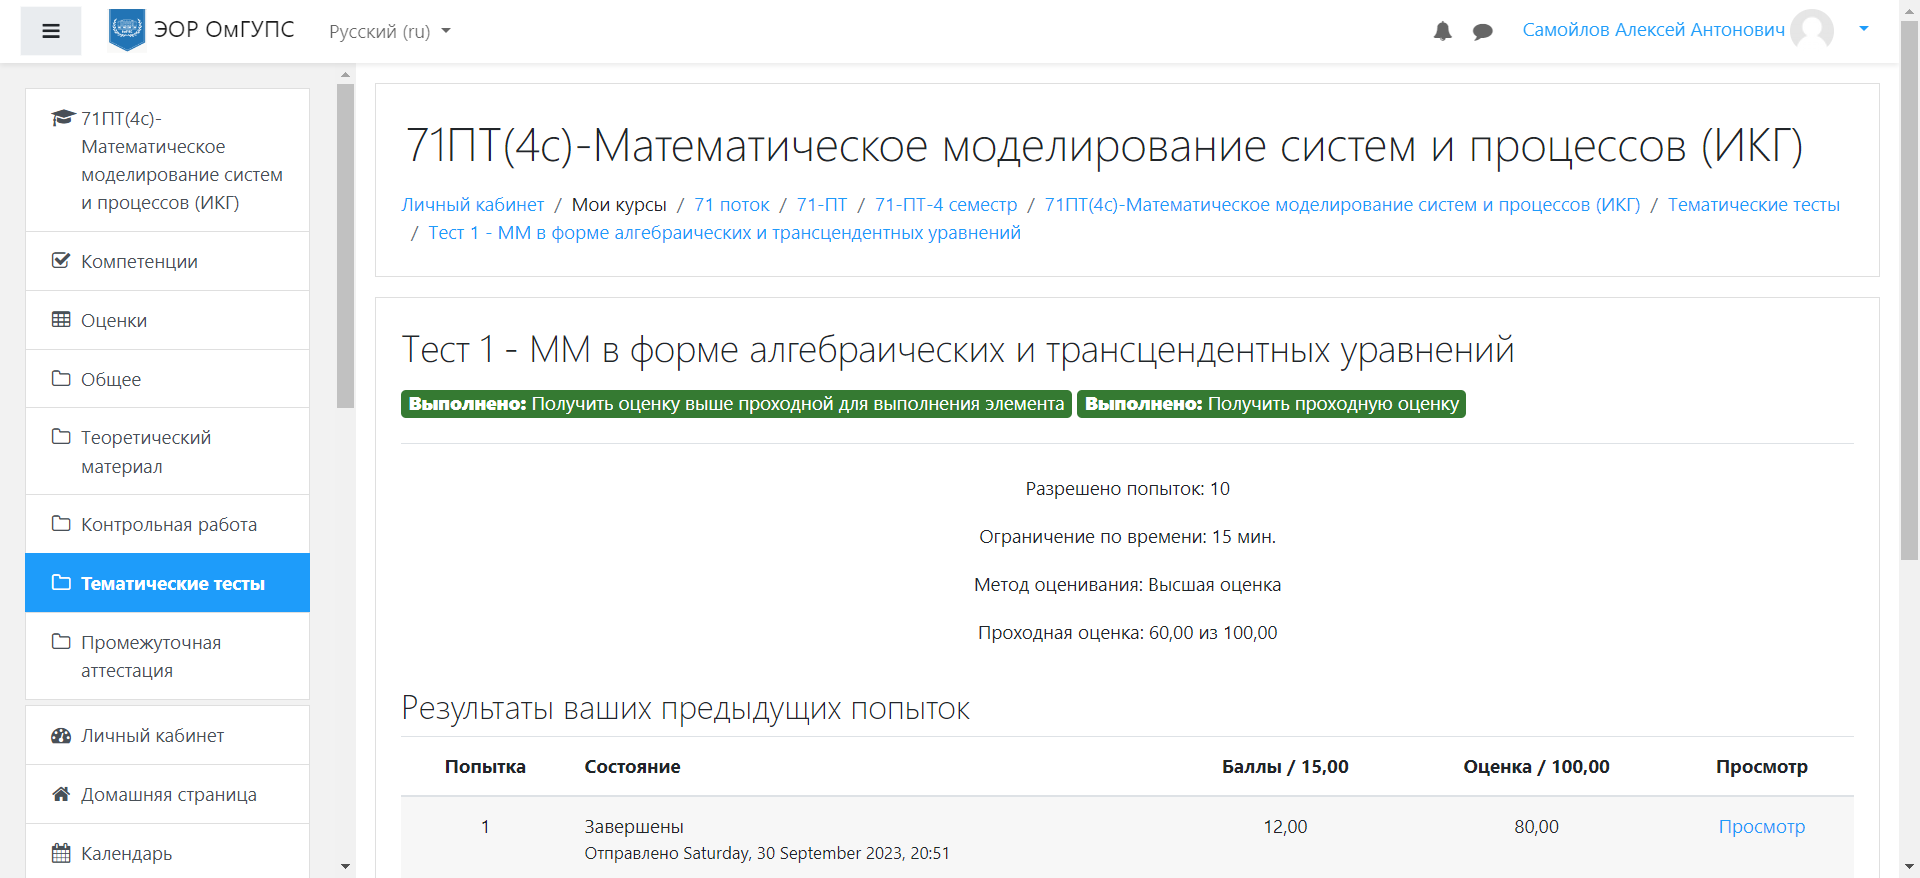 ЭОР ОмГУПС
Русский (ru)
Самойлов Алексей Антонович
71ПТ(4с)-
Математическое
моделирование систем
и процессов (ИКГ)
Компетенции
Оценки
Общее
Теоретический
материал
Контрольная работа
Тематические тесты
Промежуточная
аттестация
Личный кабинет
Домашняя страница
Календарь
71ПТ(4с)-Математическое моделирование систем и процессов (ИКГ)
Личный кабинет / Мои курсы / 71 поток / 71-ПТ / 71-ПТ-4 семестр / 71ПТ(4с)-Математическое моделирование систем и процессов (ИКГ) / Тематические тесты
/ Тест 1 - ММ в форме алгебраических и трансцендентных уравнений
Тест 1 - ММ в форме алгебраических и трансцендентных уравнений
Выполнено: Получить оценку выше проходной для выполнения элемента Выполнено: Получить проходную оценку
Разрешено попыток: 10
Ограничение по времени: 15 мин.
Метод оценивания: Высшая оценка
Проходная оценка: 60,00 из 100,00
Результаты ваших предыдущих попыток
Попытка Состояние Баллы / 15,00 Оценка / 100,00 Просмотр
1 Завершены 12,00 80,00 Просмотр
Отправлено Saturday, 30 September 2023, 20:51